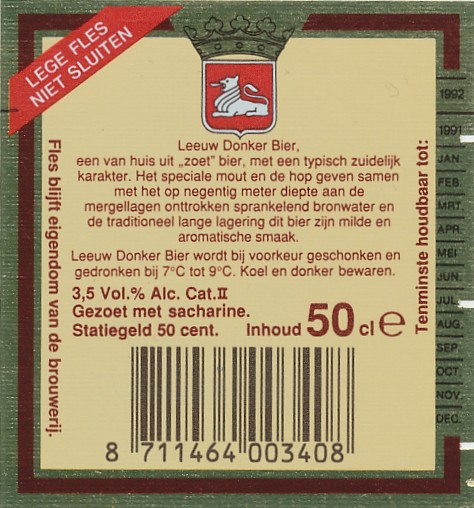 LEGE FLES
NIET SLUITEN
Leeuw Donker Bier,
een van huis uit „zoet" bier, met een typisch zuidelijk
karakter. Het speciale mout en de hop geven samen
met het op negentig meter diepte aan de
mergellagen onttrokken sprankelend bronwater en
de traditioneel lange lagering dit bier zijn milde en
aromatische smaak.
Leeuw Donker Bier wordt bij voorkeur geschonken en
gedronken bij 7°C tot 9°C. Koel en donker bewaren.
3,5 Vol.% Alc. Cat.II
Gezoet met sacharine.
Statiegeld 50 cent. Inhoud 50 cl e
8 711464 003408
Fles blijft eigendom van de brouwerij.
Tenminste houdbaar tot:
1992
1991
JAN.
FEB.
MRT.
APR.
MEI
JUN.
JUL.
AUG.
SEP.
OCT.
NOV.
DEC.